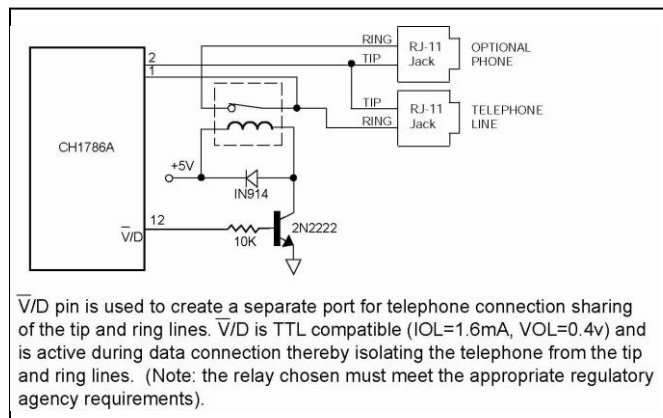 RING
RJ-11
Jack
OPTIONAL
PHONE
2
TIP
1
TIP
RJ-11
Jack
TELEPHONE
LINE
RING
CH1786A
+5V
IN914
12
V̅/D
10K
2N2222
V̅/D pin is used to create a separate port for telephone connection sharing
of the tip and ring lines. V̅/D is TTL compatible (IOL=1.6mA, VOL=0.4v) and
is active during data connection thereby isolating the telephone from the tip
and ring lines. (Note: the relay chosen must meet the appropriate regulatory
agency requirements).